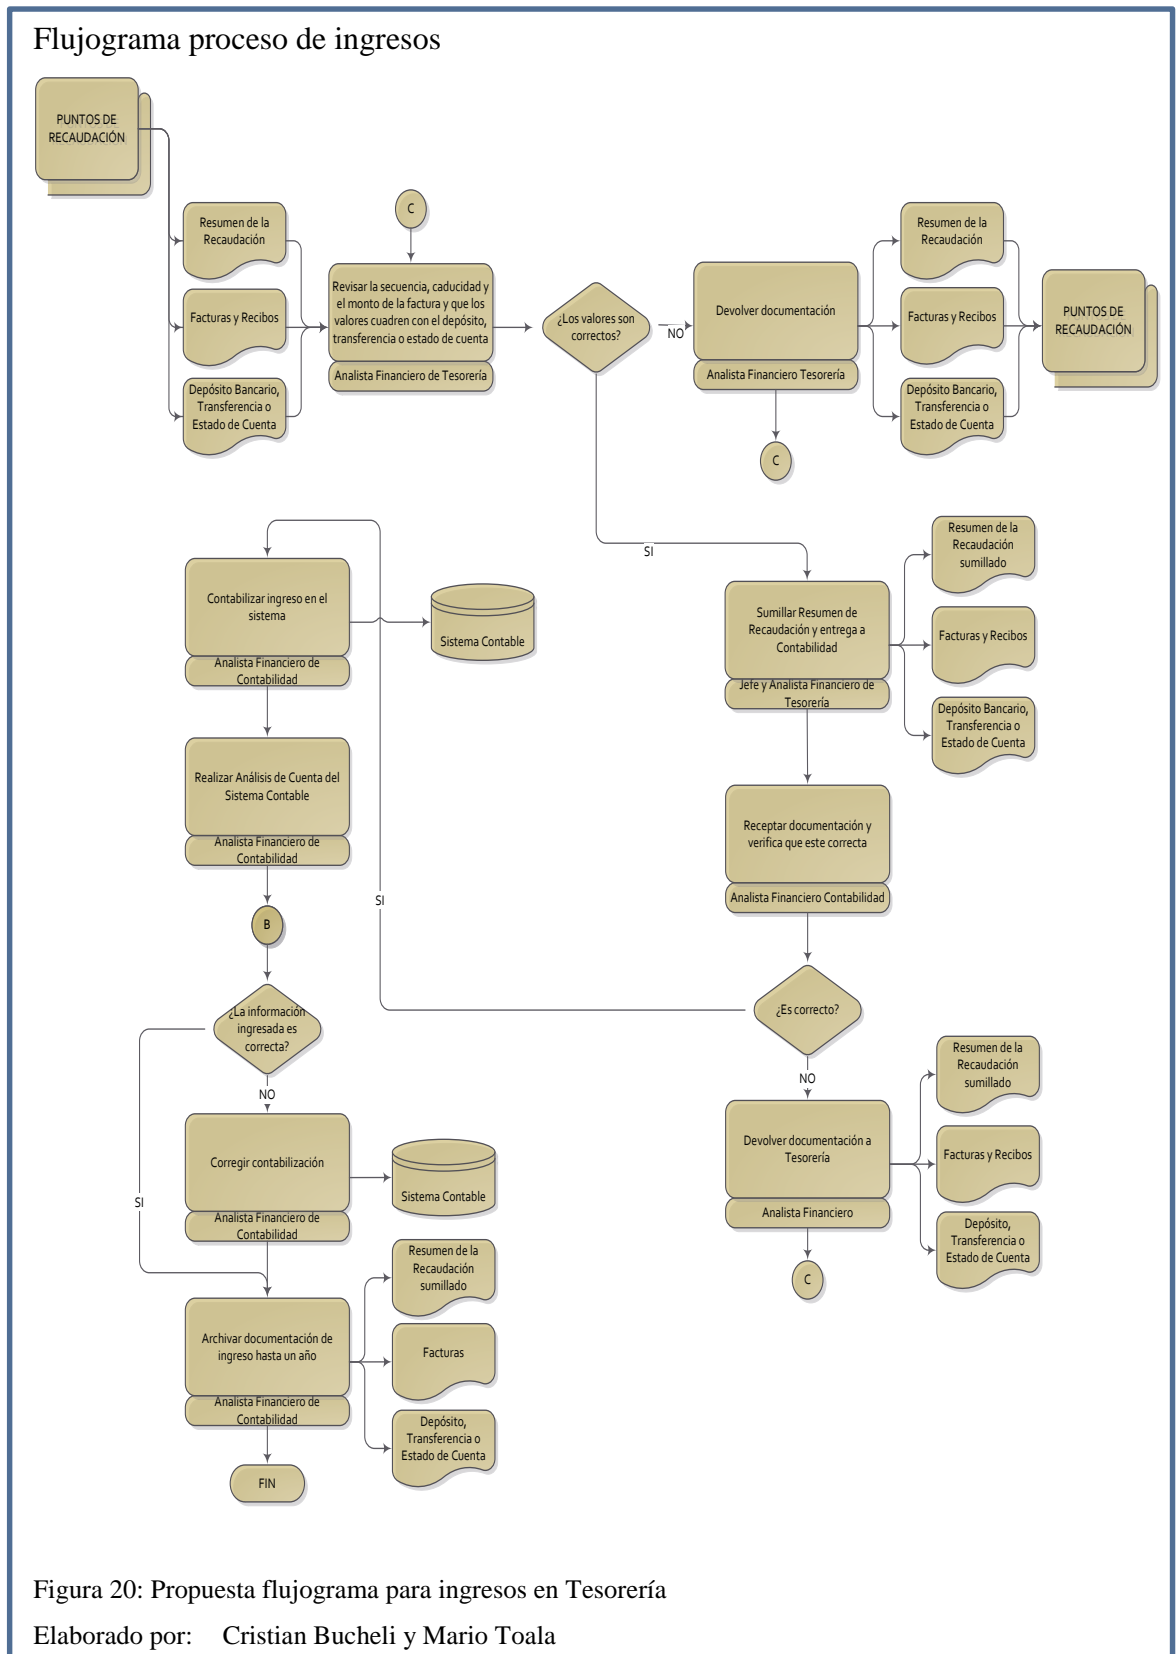 Flujograma proceso de ingresos
PUNTOS DE
RECAUDACIÓN
Resumen de la
Recaudación
Facturas y Recibos
Depósito Bancario,
Transferencia o
Estado de Cuenta
C
Revisar la secuencia, caducidad y
el monto de la factura y que los
valores cuadren con el depósito,
transferencia o estado de cuenta
Analista Financiero de Tesorería
¿Los valores son
correctos?
NO
Devolver documentación
Analista Financiero Tesorería
C
Resumen de la
Recaudación
Facturas y Recibos
Depósito Bancario,
Transferencia o
Estado de Cuenta
PUNTOS DE
RECAUDACIÓN
SI
Sumillar Resumen de
Recaudación y entrega a
Contabilidad
Jefe y Analista Financiero de
Tesorería
Resumen de la
Recaudación
sumillado
Facturas y Recibos
Depósito Bancario,
Transferencia o
Estado de Cuenta
Receptar documentación y
verifica que este correcta
Analista Financiero Contabilidad
¿Es correcto?
NO
Devolver documentación a
Tesorería
Analista Financiero
C
Resumen de la
Recaudación
sumillado
Facturas y Recibos
Depósito,
Transferencia o
Estado de Cuenta
SI
Contabilizar ingreso en el
sistema
Analista Financiero de
Contabilidad
Sistema Contable
Realizar Análisis de Cuenta del
Sistema Contable
Analista Financiero de
Contabilidad
B
¿La información
ingresada es
correcta?
NO
SI
Corregir contabilización
Analista Financiero de
Contabilidad
Sistema Contable
Archivar documentación de
ingreso hasta un año
Analista Financiero de
Contabilidad
Resumen de la
Recaudación
sumillado
Facturas
Depósito,
Transferencia o
Estado de Cuenta
FIN
Figura 20: Propuesta flujograma para ingresos en Tesorería
Elaborado por: Cristian Bucheli y Mario Toala